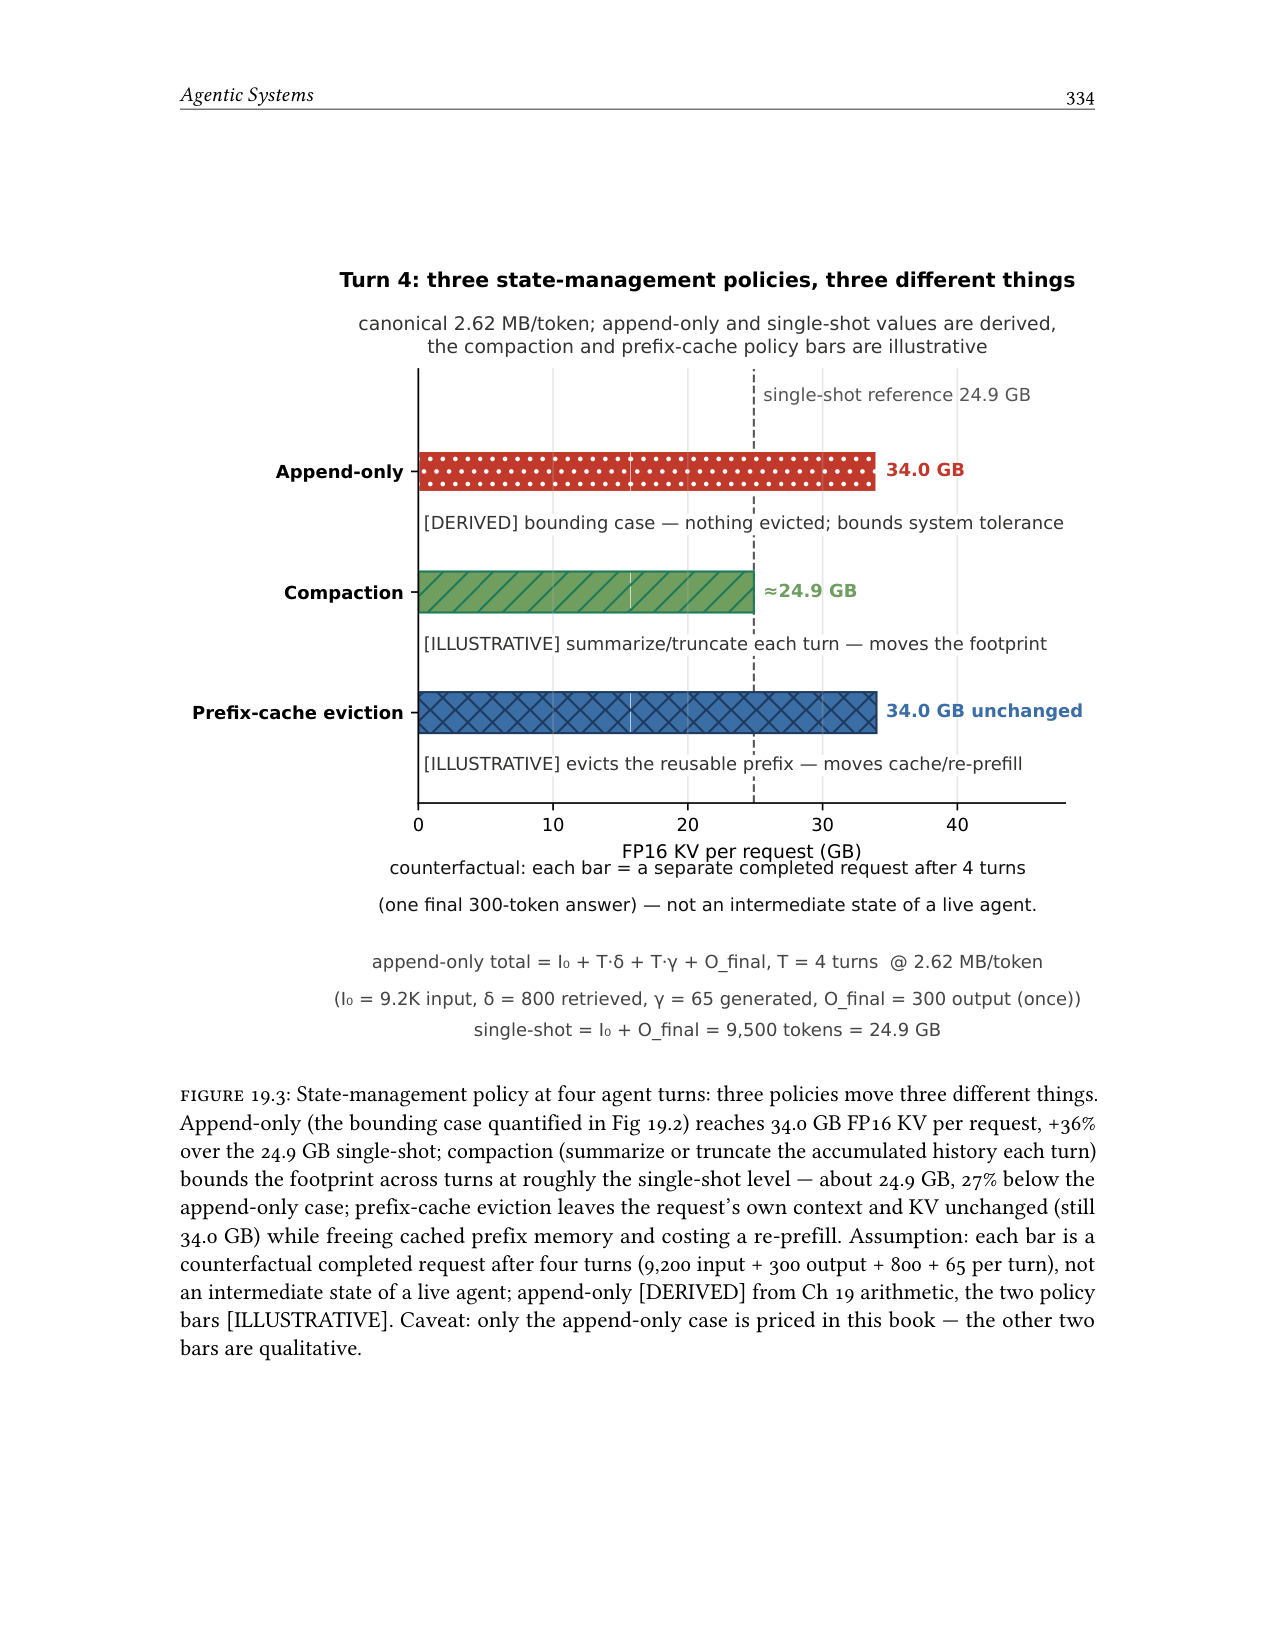 Agentic Systems 334
Turn 4: three state-management policies, three different things
canonical 2.62 MB/token; append-only and single-shot values are derived,
the compaction and prefix-cache policy bars are illustrative
single-shot reference 24.9 GB
Append-only 34.0 GB
[DERIVED] bounding case — nothing evicted; bounds system tolerance
Compaction ≈24.9 GB
[ILLUSTRATIVE] summarize/truncate each turn — moves the footprint
Prefix-cache eviction 34.0 GB unchanged
[ILLUSTRATIVE] evicts the reusable prefix — moves cache/re-prefill
0 10 20 30 40
FP16 KV per request (GB)
counterfactual: each bar = a separate completed request after 4 turns
(one final 300-token answer) — not an intermediate state of a live agent.
append-only total = I₀ + T·δ + T·γ + O_final, T = 4 turns @ 2.62 MB/token
(I₀ = 9.2K input, δ = 800 retrieved, γ = 65 generated, O_final = 300 output (once))
single-shot = I₀ + O_final = 9,500 tokens = 24.9 GB
FIGURE 19.3: State-management policy at four agent turns: three policies move three different things.
Append-only (the bounding case quantified in Fig 19.2) reaches 34.0 GB FP16 KV per request, +36%
over the 24.9 GB single-shot; compaction (summarize or truncate the accumulated history each turn)
bounds the footprint across turns at roughly the single-shot level — about 24.9 GB, 27% below the
append-only case; prefix-cache eviction leaves the request's own context and KV unchanged (still
34.0 GB) while freeing cached prefix memory and costing a re-prefill. Assumption: each bar is a
counterfactual completed request after four turns (9,200 input + 300 output + 800 + 65 per turn), not
an intermediate state of a live agent; append-only [DERIVED] from Ch 19 arithmetic, the two policy
bars [ILLUSTRATIVE]. Caveat: only the append-only case is priced in this book — the other two
bars are qualitative.